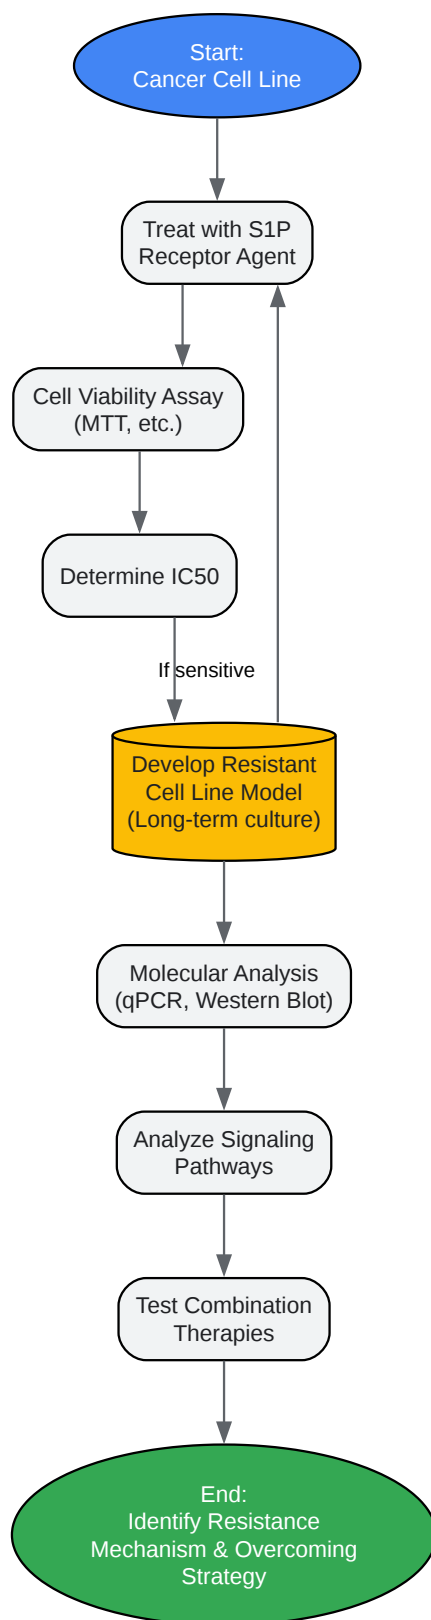 Start:
Cancer Cell Line
Treat with S1P
Receptor Agent
Cell Viability Assay
(MTT, etc.)
Determine IC50
If sensitive
Develop Resistant
Cell Line Model
(Long-term culture)
Molecular Analysis
(qPCR, Western Blot)
Analyze Signaling
Pathways
Test Combination
Therapies
End:
Identify Resistance
Mechanism & Overcoming
Strategy